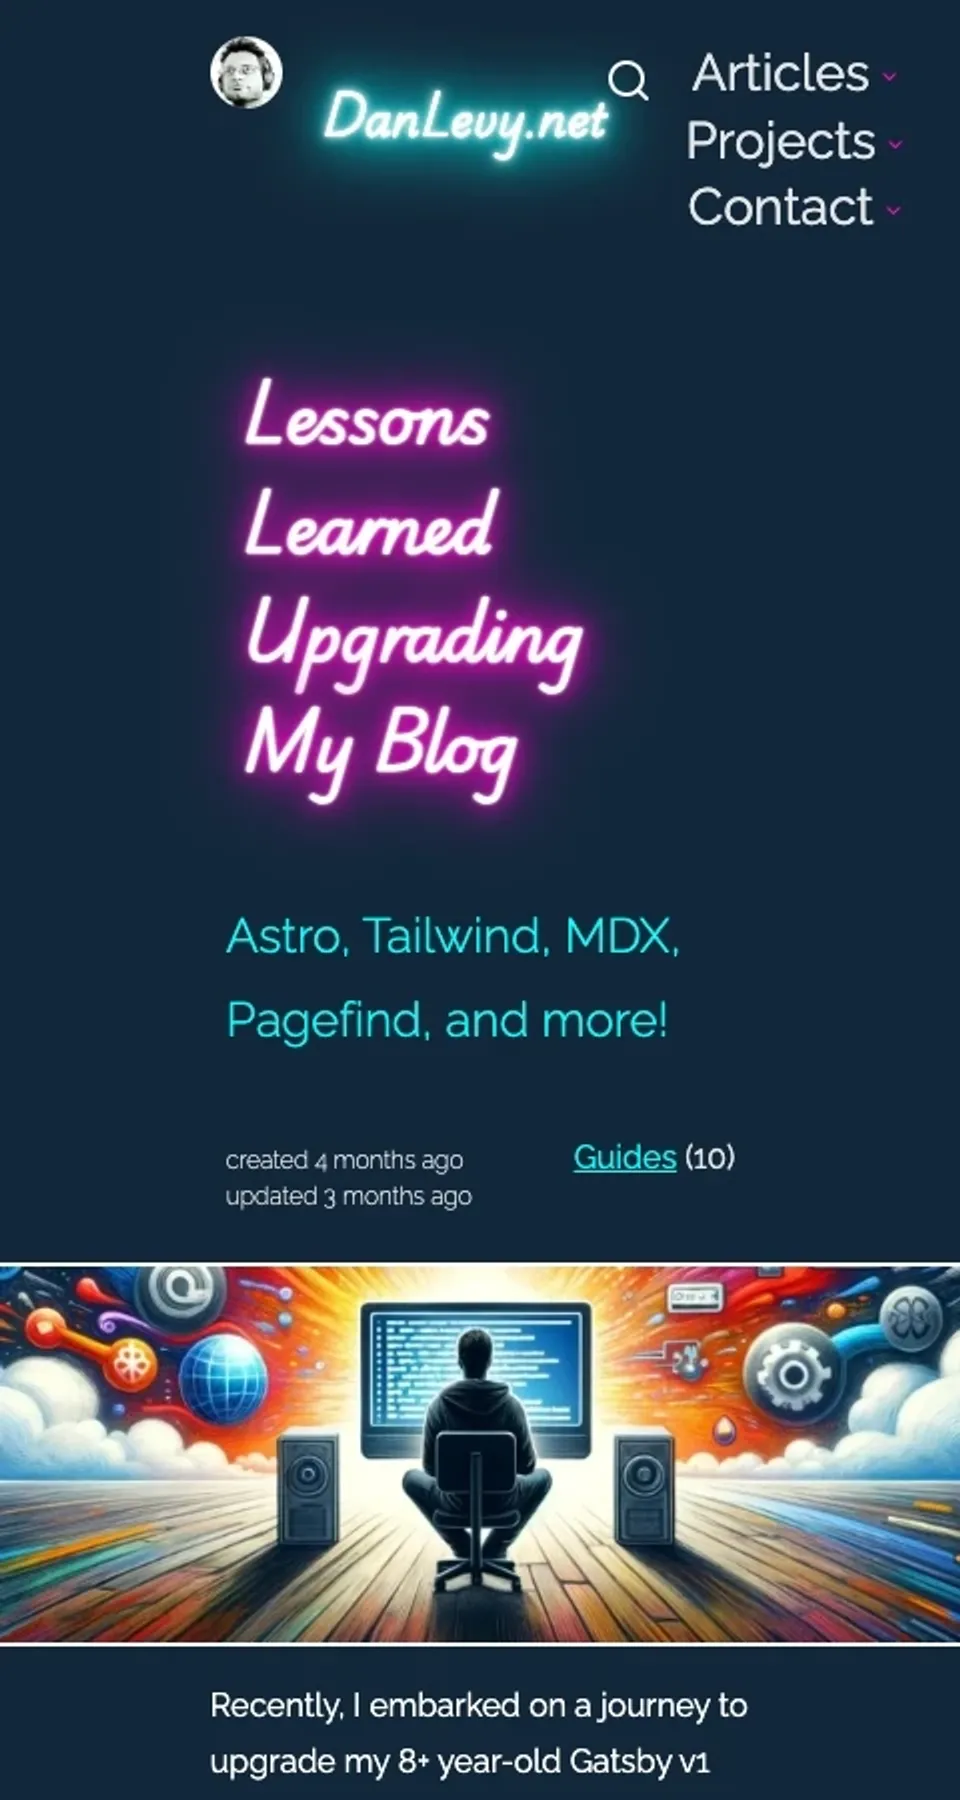 DanLevy.net
Articles
Projects
Contact
Lessons
Learned
Upgrading
My Blog
Astro, Tailwind, MDX,
Pagefind, and more!
created 4 months ago
updated 3 months ago
Guides (10)
Recently, I embarked on a journey to
upgrade my 8+ year-old Gatsby v1